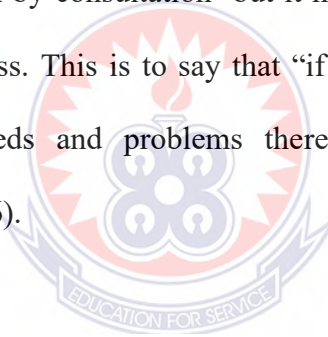 by consultation" but it
ss. This is to say that "if
eds and problems there
).
EDUCATION FOR SERVICE